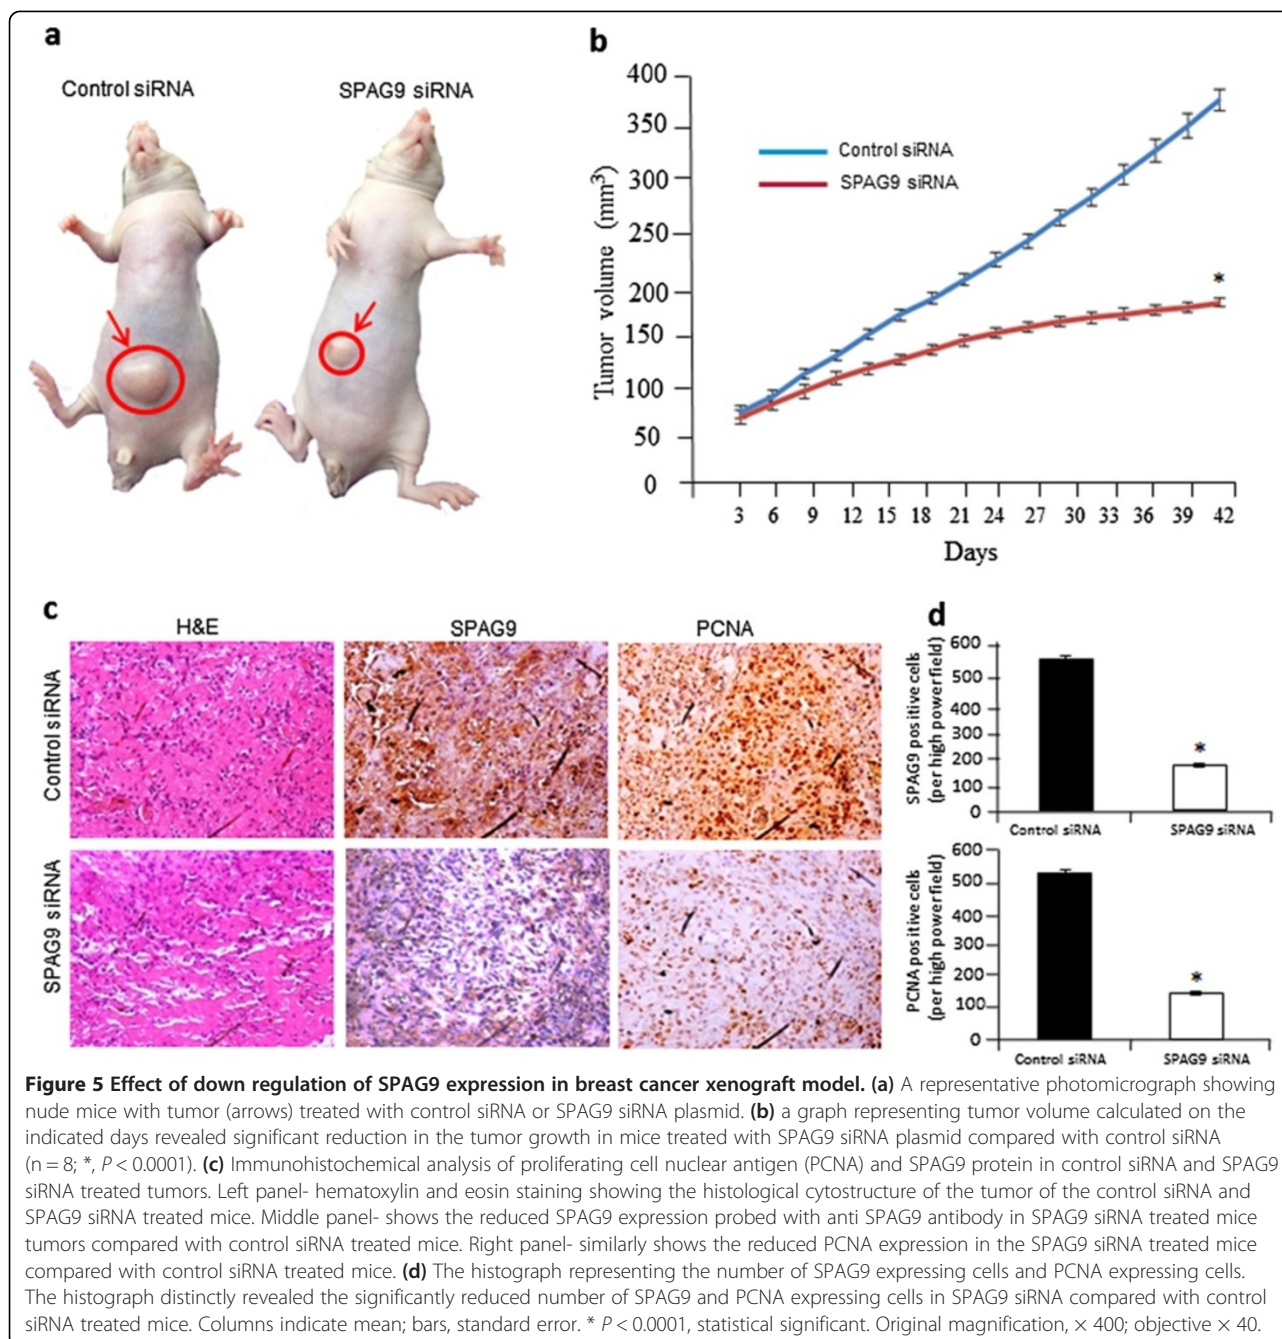 a
Control siRNA
SPAG9 siRNA
b
400
350
300
250
200
150
100
50
0
Tumor volume (mm³)
Control siRNA
SPAG9 siRNA
*
3 6 9 12 15 18 21 24 27 30 33 36 39 42
Days
c
H&E
SPAG9
PCNA
Control siRNA
SPAG9 siRNA
d
SPAG9 positive cells
(per high power field)
600
500
400
300
200
100
0
*
Control siRNA
SPAG9 siRNA
PCNA positive cells
(per high power field)
600
500
400
300
200
100
0
*
Control siRNA
SPAG9 siRNA
Figure 5 Effect of down regulation of SPAG9 expression in breast cancer xenograft model. (a) A representative photomicrograph showing
nude mice with tumor (arrows) treated with control siRNA or SPAG9 siRNA plasmid. (b) a graph representing tumor volume calculated on the
indicated days revealed significant reduction in the tumor growth in mice treated with SPAG9 siRNA plasmid compared with control siRNA
(n = 8; *, P < 0.0001). (c) Immunohistochemical analysis of proliferating cell nuclear antigen (PCNA) and SPAG9 protein in control siRNA and SPAG9
siRNA treated tumors. Left panel- hematoxylin and eosin staining showing the histological cytostructure of the tumor of the control siRNA and
SPAG9 siRNA treated mice. Middle panel- shows the reduced SPAG9 expression probed with anti SPAG9 antibody in SPAG9 siRNA treated mice
tumors compared with control siRNA treated mice. Right panel- similarly shows the reduced PCNA expression in the SPAG9 siRNA treated mice
compared with control siRNA treated mice. (d) The histograph representing the number of SPAG9 expressing cells and PCNA expressing cells.
The histograph distinctly revealed the significantly reduced number of SPAG9 and PCNA expressing cells in SPAG9 siRNA compared with control
siRNA treated mice. Columns indicate mean; bars, standard error. * P < 0.0001, statistical significant. Original magnification, × 400; objective × 40.